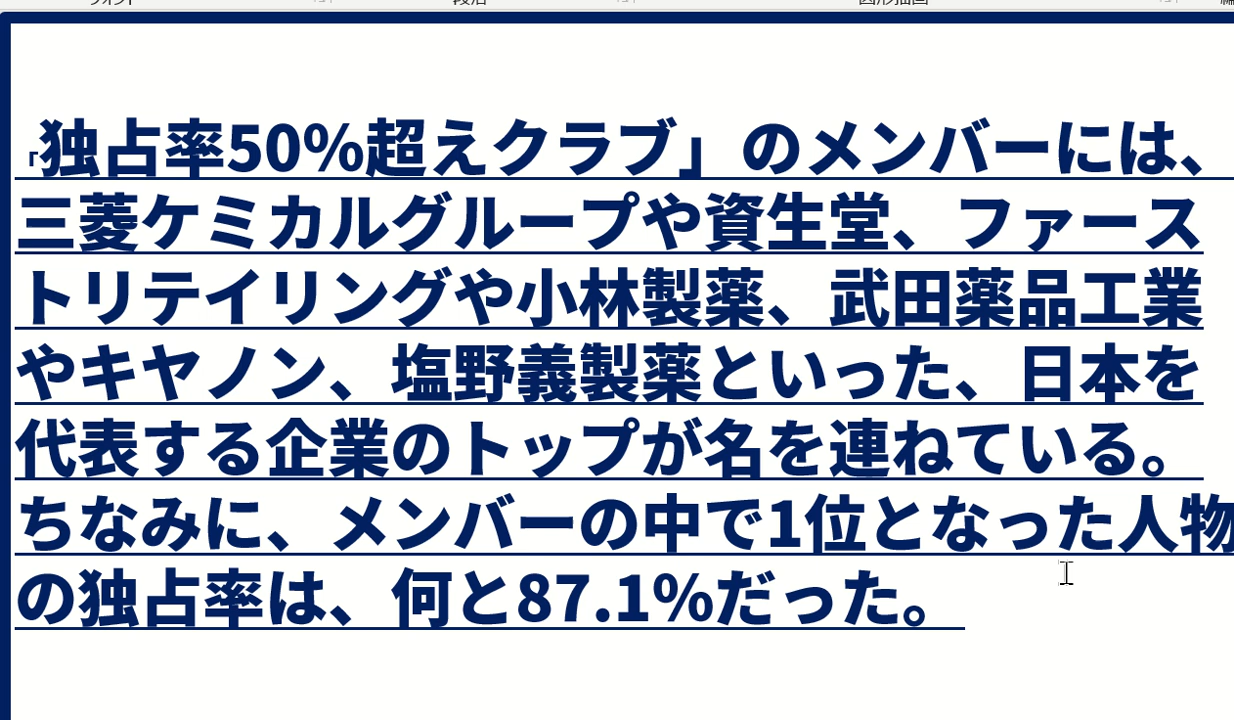 「独占率50%超えクラブ」のメンバーには、
三菱ケミカルグループや資生堂、ファース
トリテイリングや小林製薬、武田薬品工業
やキヤノン、塩野義製薬といった、日本を
代表する企業のトップが名を連ねている。
ちなみに、メンバーの中で1位となった人物
の独占率は、何と87.1%だった。